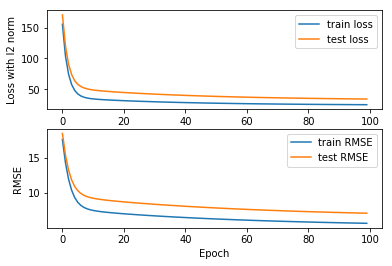 Loss with l2 norm
150
100
50
train loss
test loss
0 20 40 60 80 100
RMSE
15
10
train RMSE
test RMSE
0 20 40 60 80 100
Epoch